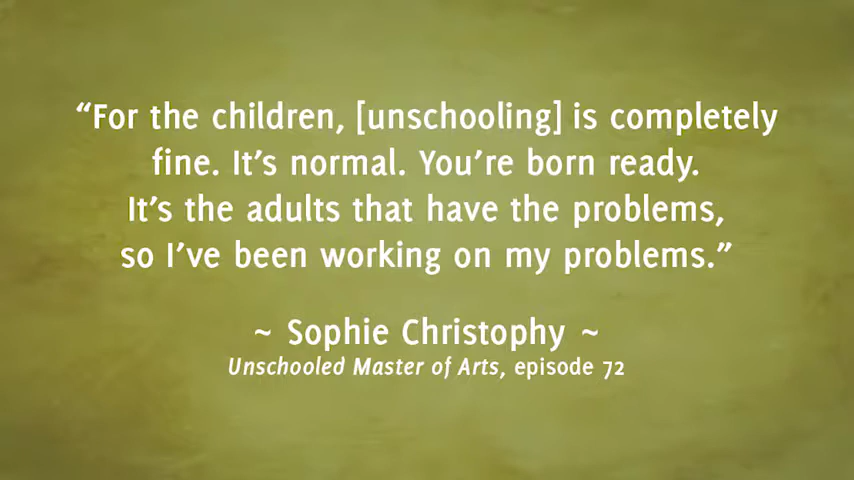 “For the children, [unschooling] is completely
fine. It’s normal. You’re born ready.
It’s the adults that have the problems,
so I’ve been working on my problems.”
~ Sophie Christophy ~
Unschooled Master of Arts, episode 72